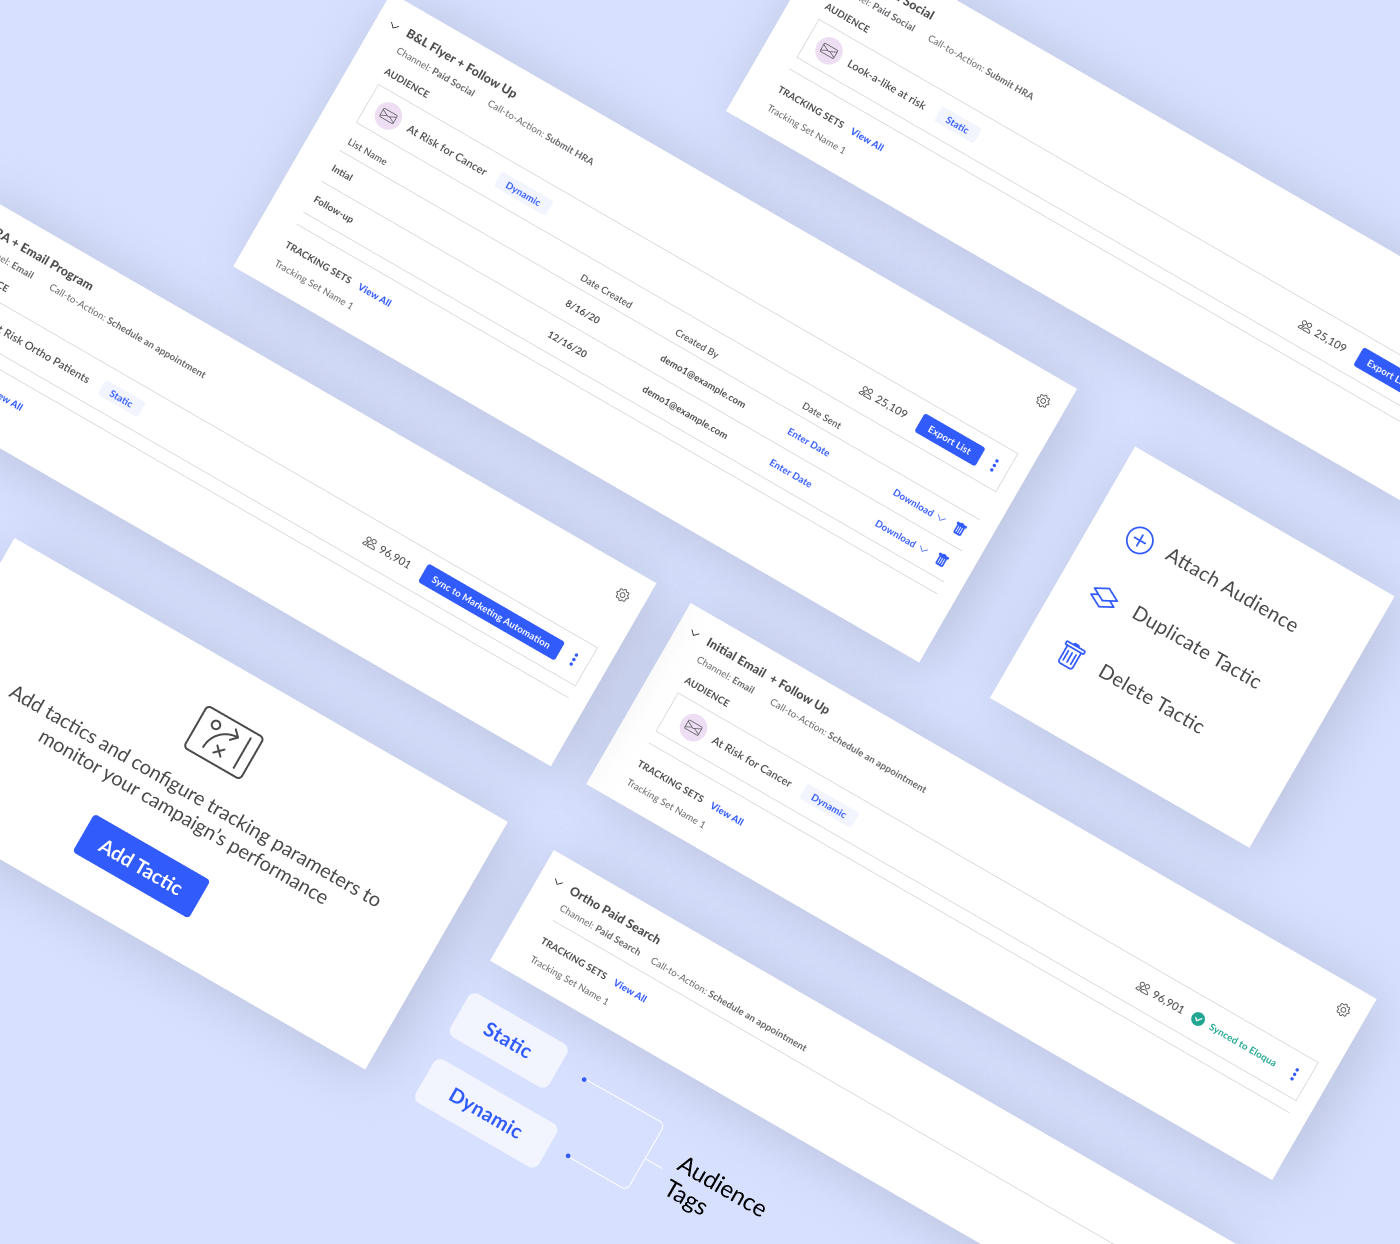 B&L Flyer + Follow Up
Channel: Paid Social Call-to-Action: Submit HRA
AUDIENCE
At Risk for Cancer Dynamic 25,109 Export List
List Name Date Created Created By Date Sent
Intial 8/16/20 demo1@example.com Enter Date Download
Follow-up 12/16/20 demo1@example.com Enter Date Download
TRACKING SETS View All
Tracking Set Name 1
Social
Paid Social Call-to-Action: Submit HRA
AUDIENCE
Look-a-like at risk Static 25,109 Export
TRACKING SETS View All
Tracking Set Name 1
+ Email Program
Email Call-to-Action: Schedule an appointment
Risk Ortho Patients Static 96,901 Sync to Marketing Automation
All
Attach Audience
Duplicate Tactic
Delete Tactic
Add tactics and configure tracking parameters to
monitor your campaign's performance
Add Tactic
Initial Email + Follow Up
Channel: Email Call-to-Action: Schedule an appointment
AUDIENCE
At Risk for Cancer Dynamic 96,901 Synced to Eloqua
TRACKING SETS View All
Tracking Set Name 1
Ortho Paid Search
Channel: Paid Search Call-to-Action: Schedule an appointment
TRACKING SETS View All
Tracking Set Name 1
Static
Dynamic
Audience
Tags